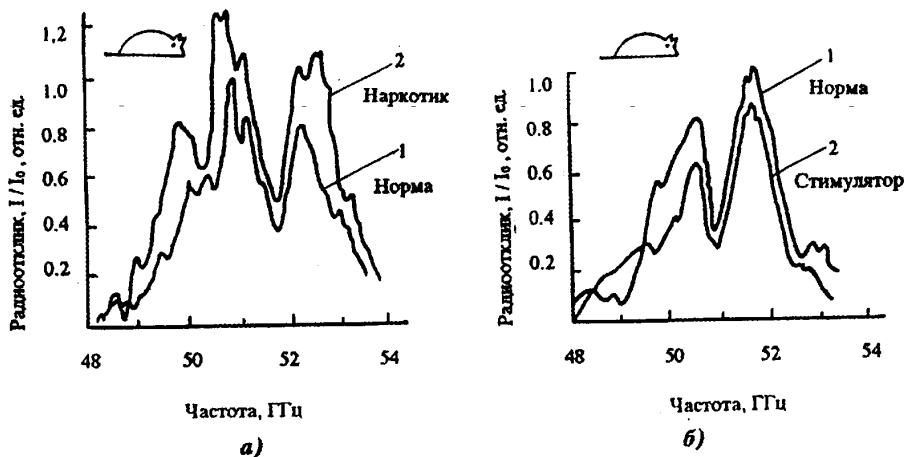 Радиоотклик, I / I₀ , отн. ед.
1,2
1.0
0.8
0.6
0.4
0.2
48
50
52
54
2
Наркотик
1
Норма
Частота, ГГц
а)
Радиоотклик, I / I₀ , отн. ед.
1.0
0.8
0.6
0.4
0.2
48
50
52
54
1
Норма
2
Стимулятор
Частота, ГГц
б)